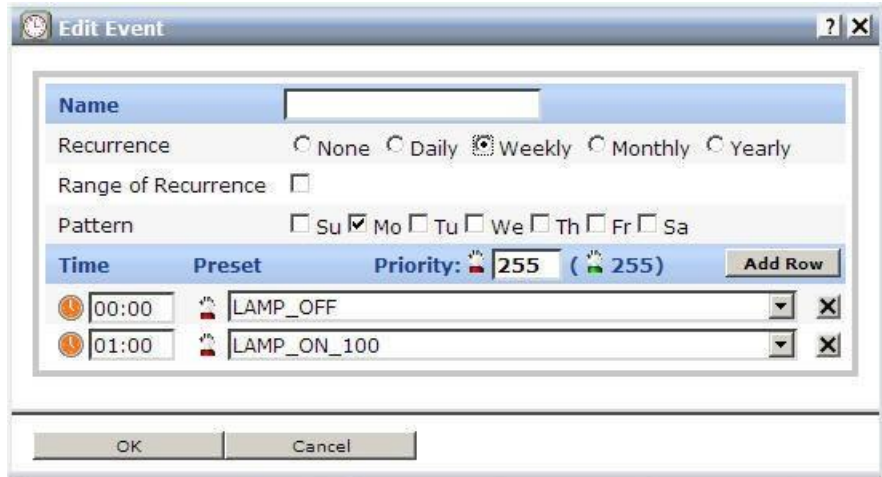 Edit Event
?
Name
Recurrence None Daily Weekly Monthly Yearly
Range of Recurrence
Pattern Su Mo Tu We Th Fr Sa
Time Preset Priority: 255 ( 255) Add Row
00:00 LAMP_OFF
01:00 LAMP_ON_100
OK Cancel